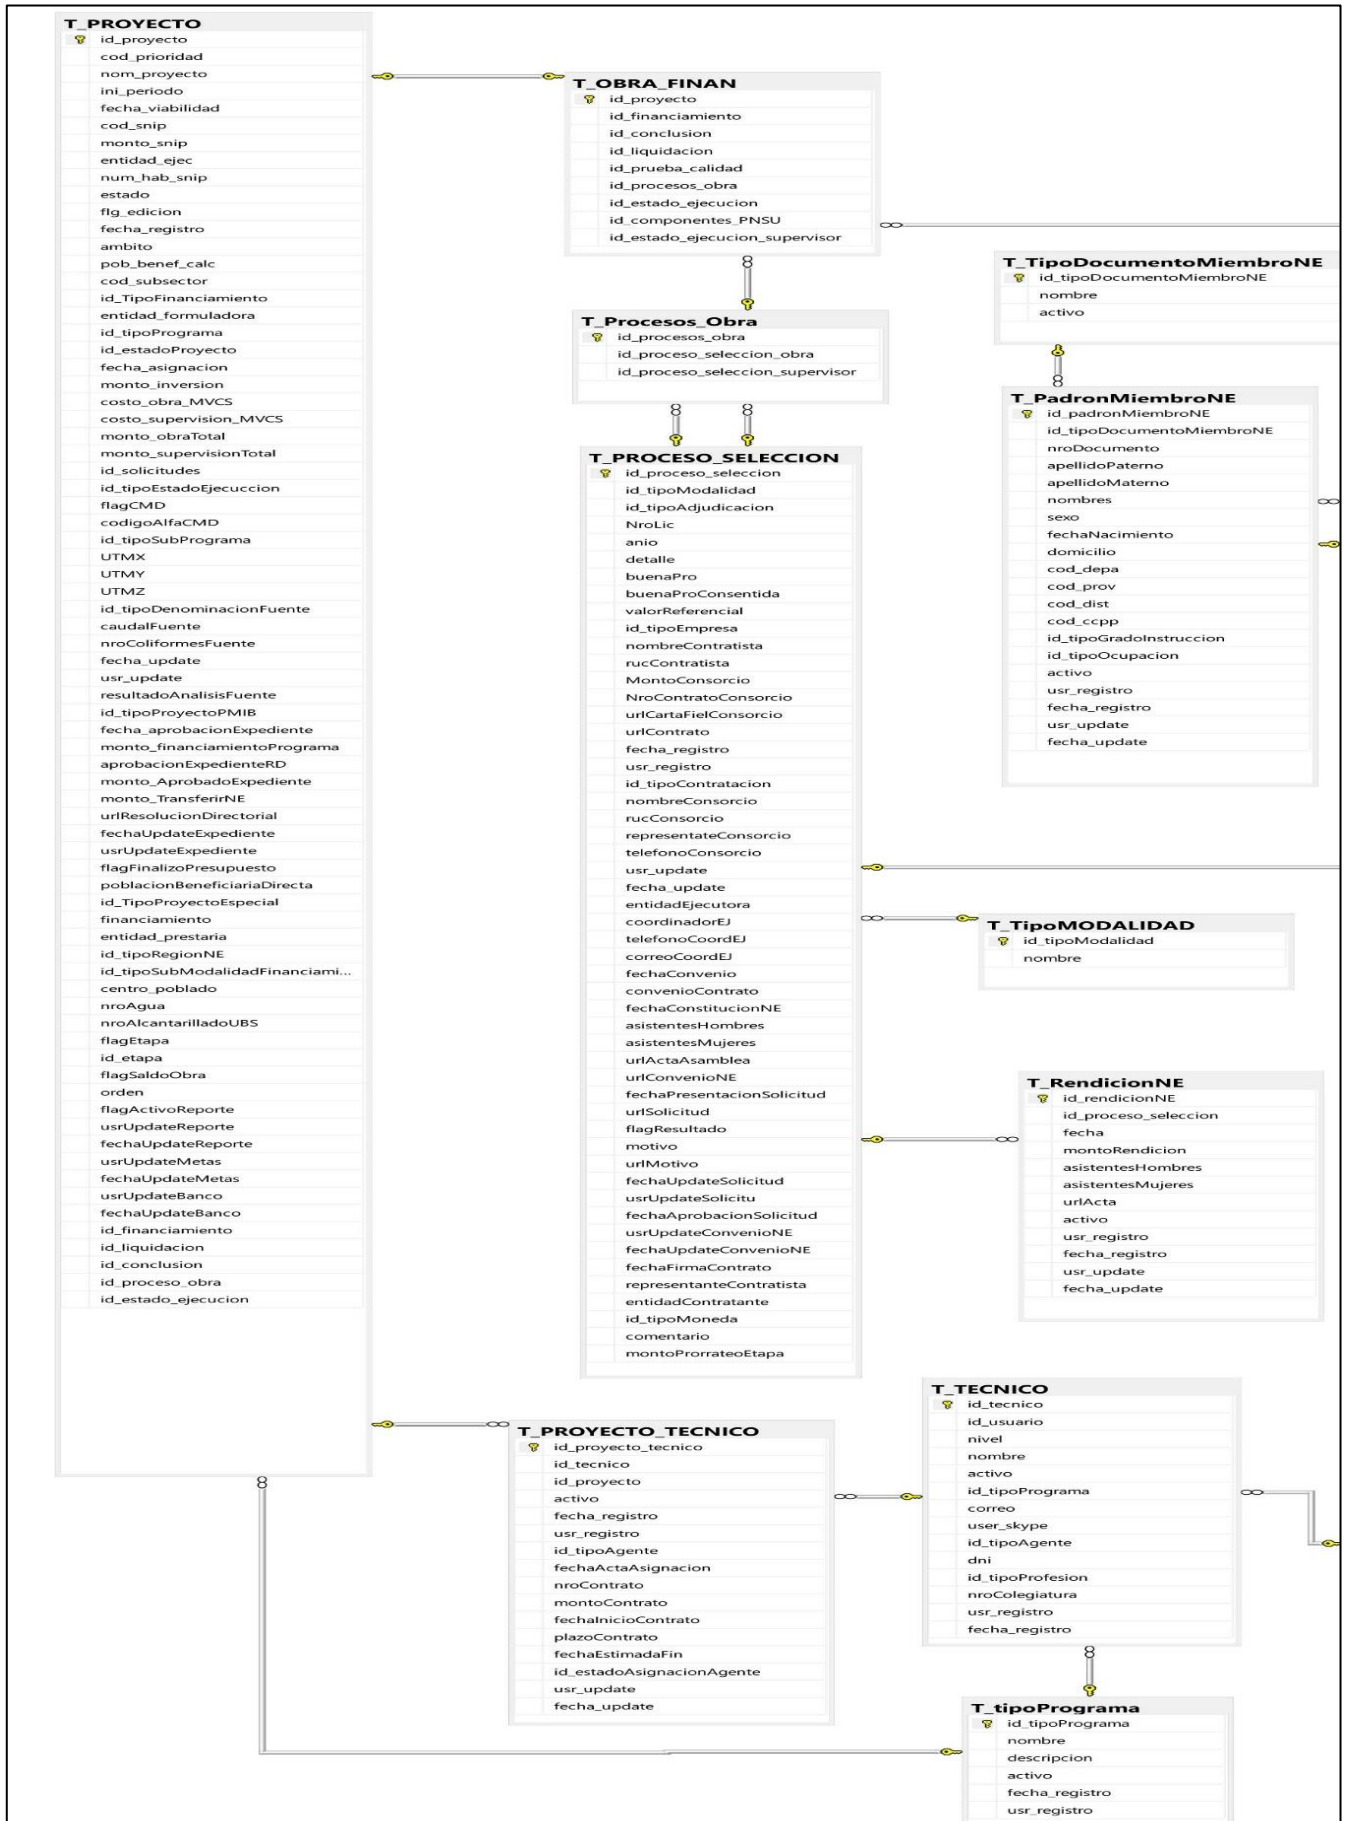 T_PROYECTO
id_proyecto
cod_prioridad
nom_proyecto
ini_periodo
fecha_viabilidad
cod_snip
monto_snip
entidad_ejec
num_hab_snip
estado
flg_edicion
fecha_registro
ambito
pob_benef_calc
cod_subsector
id_TipoFinanciamiento
entidad_formuladora
id_tipoPrograma
id_estadoProyecto
fecha_asignacion
monto_inversion
costo_obra_MVCS
costo_supervision_MVCS
monto_obraTotal
monto_supervisionTotal
id_solicitudes
id_tipoEstadoEjecuccion
flagCMD
codigoAlfaCMD
id_tipoSubPrograma
UTMX
UTMY
UTMZ
id_tipoDenominacionFuente
caudalFuente
nroColiformesFuente
fecha_update
usr_update
resultadoAnalisisFuente
id_tipoProyectoPMIB
fecha_aprobacionExpediente
monto_financiamientoPrograma
aprobacionExpedienteRD
monto_AprobadoExpediente
monto_TransferirNE
urlResolucionDirectorial
fechaUpdateExpediente
usrUpdateExpediente
flagFinalizoPresupuesto
poblacionBeneficiariaDirecta
id_TipoProyectoEspecial
financiamiento
entidad_prestaria
id_tipoRegionNE
id_tipoSubModalidadFinanciami...
centro_poblado
nroAgua
nroAlcantarilladoUBS
flagEtapa
id_etapa
flagSaldoObra
orden
flagActivoReporte
usrUpdateReporte
fechaUpdateReporte
usrUpdateMetas
fechaUpdateMetas
usrUpdateBanco
fechaUpdateBanco
id_financiamiento
id_liquidacion
id_conclusion
id_proceso_obra
id_estado_ejecucion
T_OBRA_FINAN
id_proyecto
id_financiamiento
id_conclusion
id_liquidacion
id_prueba_calidad
id_procesos_obra
id_estado_ejecucion
id_componentes_PNSU
id_estado_ejecucion_supervisor
T_Procesos_Obra
id_procesos_obra
id_proceso_seleccion_obra
id_proceso_seleccion_supervisor
T_PROCESO_SELECCION
id_proceso_seleccion
id_tipoModalidad
id_tipoAdjudicacion
NroLic
anio
detalle
buenaPro
buenaProConsentida
valorReferencial
id_tipoEmpresa
nombreContratista
rucContratista
MontoConsorcio
NroContratoConsorcio
urlCartaFielConsorcio
urlContrato
fecha_registro
usr_registro
id_tipoContratacion
nombreConsorcio
rucConsorcio
representateConsorcio
telefonoConsorcio
usr_update
fecha_update
entidadEjecutora
coordinadorEJ
telefonoCoordEJ
correoCoordEJ
fechaConvenio
convenioContrato
fechaConstitucionNE
asistentesHombres
asistentesMujeres
urlActaAsamblea
urlConvenioNE
fechaPresentacionSolicitud
urlSolicitud
flagResultado
motivo
urlMotivo
fechaUpdateSolicitud
usrUpdateSolicitu
fechaAprobacionSolicitud
usrUpdateConvenioNE
fechaUpdateConvenioNE
fechaFirmaContrato
representanteContratista
entidadContratante
id_tipoMoneda
comentario
montoProrrateoEtapa
T_TipoDocumentoMiembroNE
id_tipoDocumentoMiembroNE
nombre
activo
T_PadronMiembroNE
id_padronMiembroNE
id_tipoDocumentoMiembroNE
nroDocumento
apellidoPaterno
apellidoMaterno
nombres
sexo
fechaNacimiento
domicilio
cod_depa
cod_prov
cod_dist
cod_ccpp
id_tipoGradoInstruccion
id_tipoOcupacion
activo
usr_registro
fecha_registro
usr_update
fecha_update
T_TipoMODALIDAD
id_tipoModalidad
nombre
T_RendicionNE
id_rendicionNE
id_proceso_seleccion
fecha
montoRendicion
asistentesHombres
asistentesMujeres
urlActa
activo
usr_registro
fecha_registro
usr_update
fecha_update
T_PROYECTO_TECNICO
id_proyecto_tecnico
id_tecnico
id_proyecto
activo
fecha_registro
usr_registro
id_tipoAgente
fechaActaAsignacion
nroContrato
montoContrato
fechaInicioContrato
plazoContrato
fechaEstimadaFin
id_estadoAsignacionAgente
usr_update
fecha_update
T_TECNICO
id_tecnico
id_usuario
nivel
nombre
activo
id_tipoPrograma
correo
user_skype
id_tipoAgente
dni
id_tipoProfesion
nroColegiatura
usr_registro
fecha_registro
T_tipoPrograma
id_tipoPrograma
nombre
descripcion
activo
fecha_registro
usr_registro